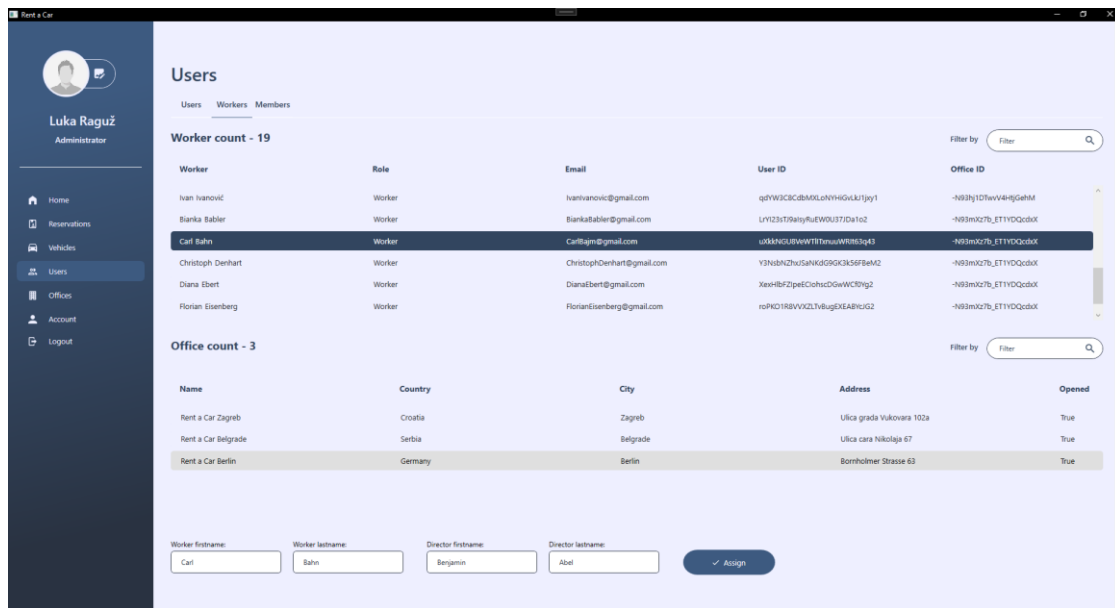 Rent a Car
Luka Raguž
Administrator
Home
Reservations
Vehicles
Users
Offices
Account
Logout
Users
Users Workers Members
Worker count - 19 Filter by Filter
Worker Role Email User ID Office ID
Ivan Ivanović Worker IvanIvanovic@gmail.com
Bianka Babler Worker BiankaBabler@gmail.com -N93mXz7b_ET1YDQcdxX
Carl Bahn Worker CarlBajm@gmail.com -N93mXz7b_ET1YDQcdxX
Christoph Denhart Worker ChristophDenhart@gmail.com -N93mXz7b_ET1YDQcdxX
Diana Ebert Worker DianaEbert@gmail.com -N93mXz7b_ET1YDQcdxX
Florian Eisenberg Worker FlorianEisenberg@gmail.com -N93mXz7b_ET1YDQcdxX
Office count - 3 Filter by Filter
Name Country City Address Opened
Rent a Car Zagreb Croatia Zagreb Ulica grada Vukovara 102a True
Rent a Car Belgrade Serbia Belgrade Ulica cara Nikolaja 67 True
Rent a Car Berlin Germany Berlin Bornholmer Strasse 63 True
Worker firstname: Worker lastname: Director firstname: Director lastname:
Carl Bahn Benjamin Abel Assign